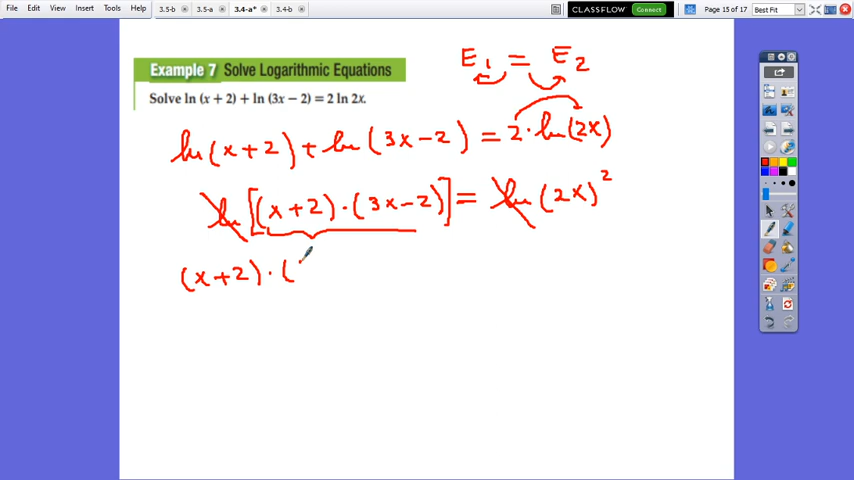 File Edit View Insert Tools Help 3.5-b 3.5-a 3.4-a* 3.4-b CLASSFLOW Connect Page 15 of 17 Best Fit
E₁ = E₂
Example 7 Solve Logarithmic Equations
Solve ln (x + 2) + ln (3x − 2) = 2 ln 2x.
ln(x+2)+ln(3x−2)=2·ln(2x)
ln[(x+2)·(3x−2)]=ln(2x)²
(x+2)·(